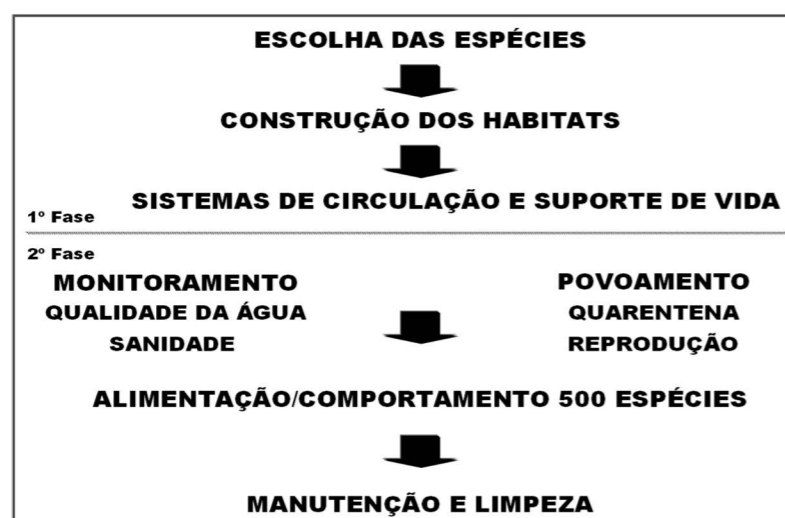 ESCOLHA DAS ESPÉCIES
CONSTRUÇÃO DOS HABITATS
SISTEMAS DE CIRCULAÇÃO E SUPORTE DE VIDA
1º Fase
2º Fase
MONITORAMENTO
QUALIDADE DA ÁGUA
SANIDADE
POVOAMENTO
QUARENTENA
REPRODUÇÃO
ALIMENTAÇÃO/COMPORTAMENTO 500 ESPÉCIES
MANUTENÇÃO E LIMPEZA